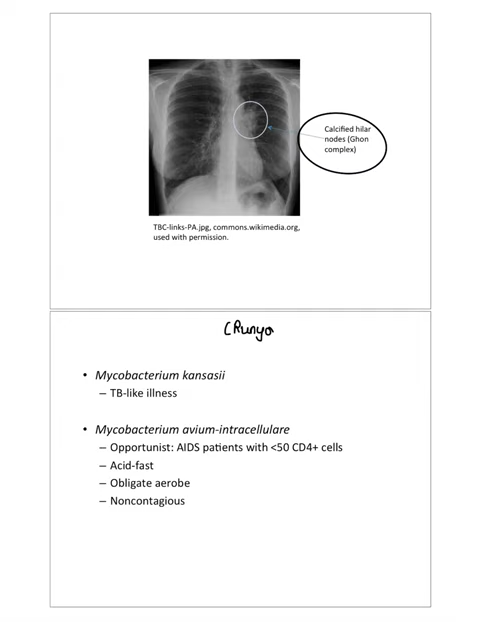 Calcified hilar
nodes (Ghon
complex)
TBC-links-PA.jpg, commons.wikimedia.org,
used with permission.
(Runyo
• Mycobacterium kansasii
– TB-like illness
• Mycobacterium avium-intracellulare
– Opportunist: AIDS patients with <50 CD4+ cells
– Acid-fast
– Obligate aerobe
– Noncontagious